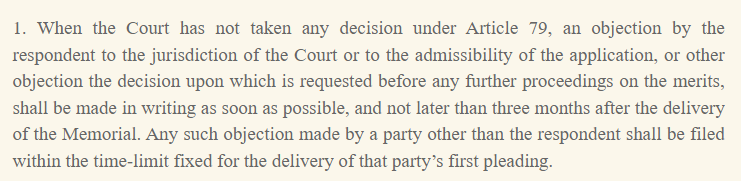 1. When the Court has not taken any decision under Article 79, an objection by the
respondent to the jurisdiction of the Court or to the admissibility of the application, or other
objection the decision upon which is requested before any further proceedings on the merits,
shall be made in writing as soon as possible, and not later than three months after the delivery
of the Memorial. Any such objection made by a party other than the respondent shall be filed
within the time-limit fixed for the delivery of that party’s first pleading.